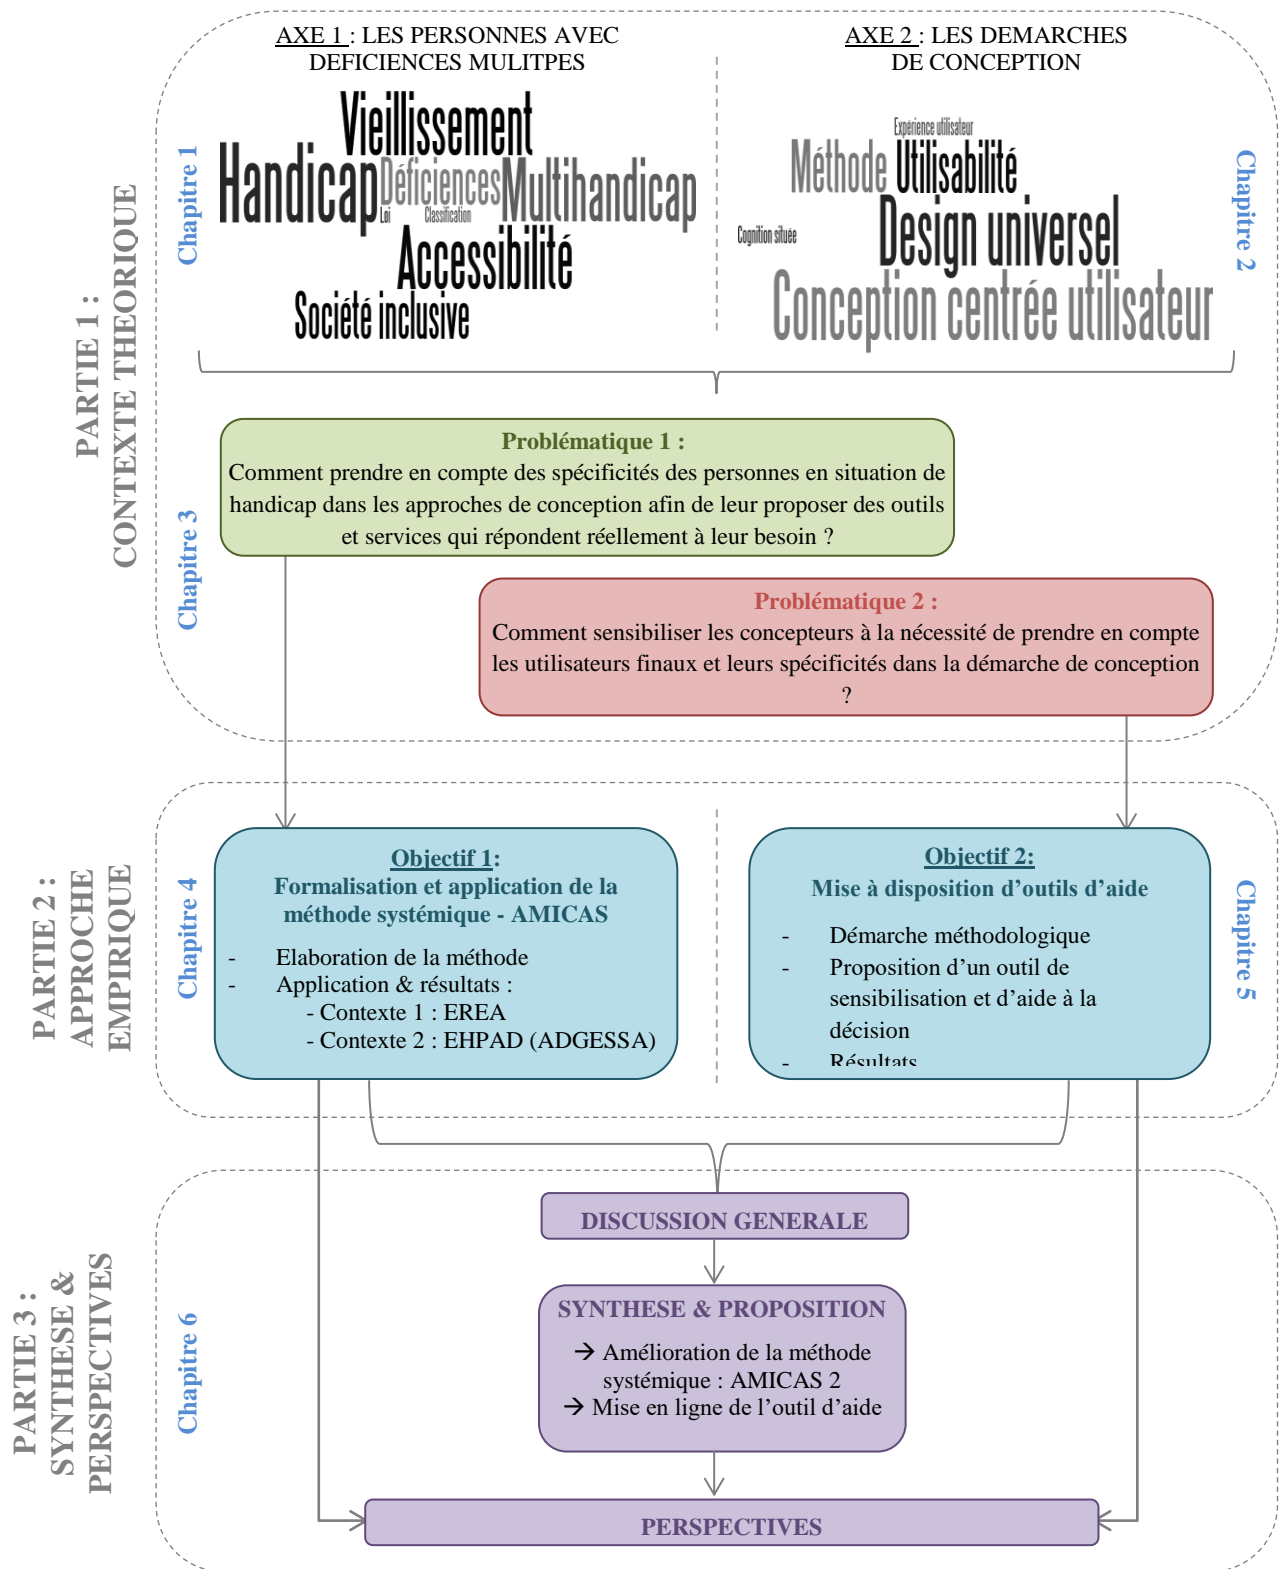 PARTIE 1 :
CONTEXTE THEORIQUE
AXE 1 : LES PERSONNES AVEC
DEFICIENCES MULITPES
AXE 2 : LES DEMARCHES
DE CONCEPTION
Chapitre 1
Vieillissement
Handicap Déficiences Multihandicap
Loi Classification
Accessibilité
Société inclusive
Expérience utilisateur
Méthode Utilisabilité
Cognition située
Design universel
Conception centrée utilisateur
Chapitre 2
Chapitre 3
Problématique 1 :
Comment prendre en compte des spécificités des personnes en situation de
handicap dans les approches de conception afin de leur proposer des outils
et services qui répondent réellement à leur besoin ?
Problématique 2 :
Comment sensibiliser les concepteurs à la nécessité de prendre en compte
les utilisateurs finaux et leurs spécificités dans la démarche de conception
?
PARTIE 2 :
APPROCHE
EMPIRIQUE
Chapitre 4
Objectif 1:
Formalisation et application de la
méthode systémique - AMICAS
- Elaboration de la méthode
- Application & résultats :
- Contexte 1 : EREA
- Contexte 2 : EHPAD (ADGESSA)
Objectif 2:
Mise à disposition d'outils d'aide
- Démarche méthodologique
- Proposition d'un outil de
sensibilisation et d'aide à la
décision
- Résultats
Chapitre 5
PARTIE 3 :
SYNTHESE &
PERSPECTIVES
Chapitre 6
DISCUSSION GENERALE
SYNTHESE & PROPOSITION
→ Amélioration de la méthode
systémique : AMICAS 2
→ Mise en ligne de l'outil d'aide
PERSPECTIVES